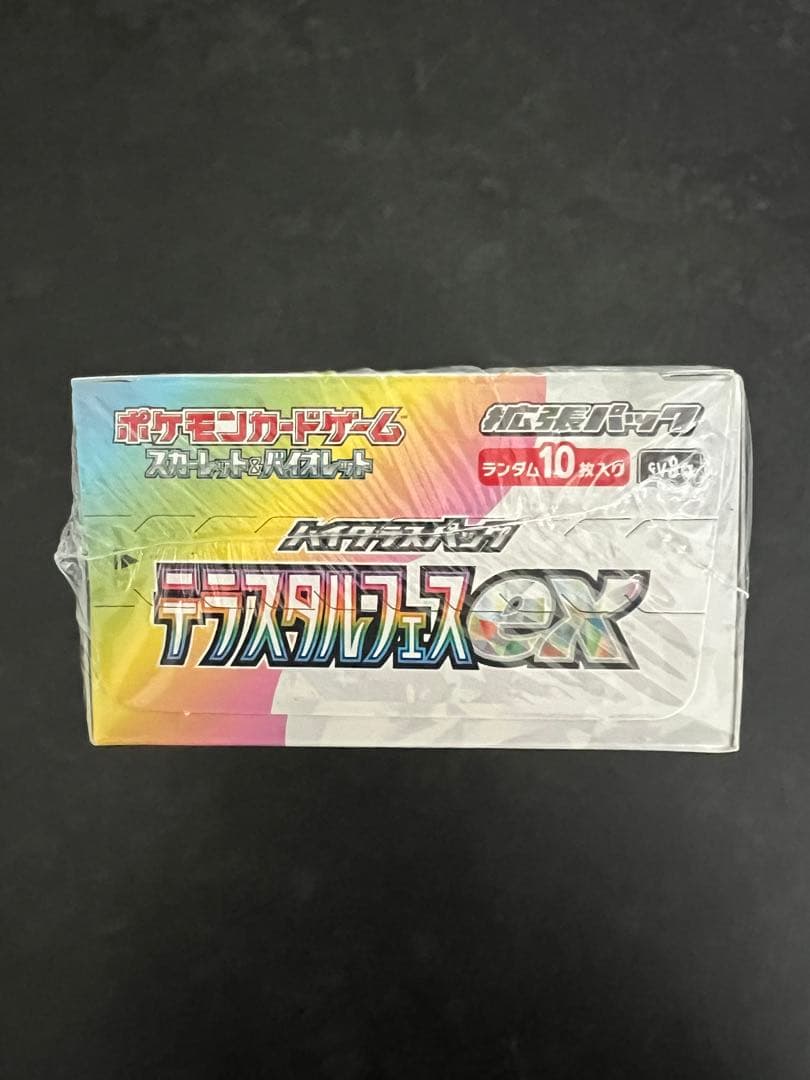 ポケモンカードゲーム
スカーレット&バイオレット
拡張パック
ランダム10枚入り
sv8a
ハイクラスパック
テラスタルフェスex